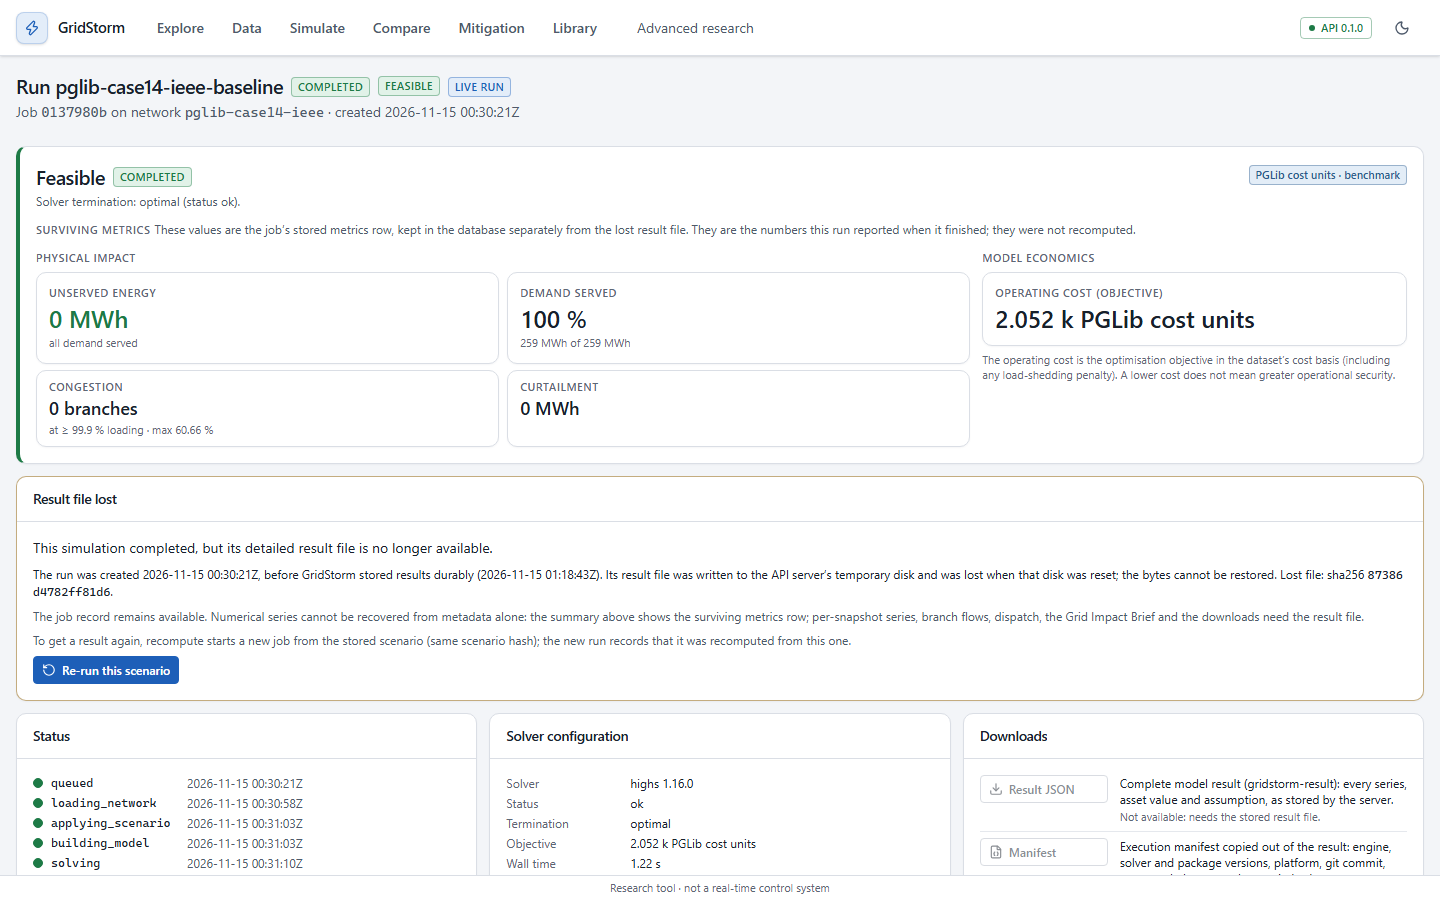 GridStorm
Explore
Data
Simulate
Compare
Mitigation
Library
Advanced research
API 0.1.0
Run pglib-case14-ieee-baseline
COMPLETED
FEASIBLE
LIVE RUN
Job 0137980b on network pglib-case14-ieee · created 2026-11-15 00:30:21Z
Feasible
COMPLETED
PGLib cost units · benchmark
Solver termination: optimal (status ok).
SURVIVING METRICS These values are the job's stored metrics row, kept in the database separately from the lost result file. They are the numbers this run reported when it finished; they were not recomputed.
PHYSICAL IMPACT
UNSERVED ENERGY
0 MWh
all demand served
DEMAND SERVED
100 %
259 MWh of 259 MWh
CONGESTION
0 branches
at ≥ 99.9 % loading · max 60.66 %
CURTAILMENT
0 MWh
MODEL ECONOMICS
OPERATING COST (OBJECTIVE)
2.052 k PGLib cost units
The operating cost is the optimisation objective in the dataset's cost basis (including
any load-shedding penalty). A lower cost does not mean greater operational security.
Result file lost
This simulation completed, but its detailed result file is no longer available.
The run was created 2026-11-15 00:30:21Z, before GridStorm stored results durably (2026-11-15 01:18:43Z). Its result file was written to the API server's temporary disk and was lost when that disk was reset; the bytes cannot be restored. Lost file: sha256 87386
d4782ff81d6.
The job record remains available. Numerical series cannot be recovered from metadata alone: the summary above shows the surviving metrics row; per-snapshot series, branch flows, dispatch, the Grid Impact Brief and the downloads need the result file.
To get a result again, recompute starts a new job from the stored scenario (same scenario hash); the new run records that it was recomputed from this one.
Re-run this scenario
Status
queued 2026-11-15 00:30:21Z
loading_network 2026-11-15 00:30:58Z
applying_scenario 2026-11-15 00:31:03Z
building_model 2026-11-15 00:31:03Z
solving 2026-11-15 00:31:10Z
Solver configuration
Solver highs 1.16.0
Status ok
Termination optimal
Objective 2.052 k PGLib cost units
Wall time 1.22 s
Downloads
Result JSON
Complete model result (gridstorm-result): every series,
asset value and assumption, as stored by the server.
Not available: needs the stored result file.
Manifest
Execution manifest copied out of the result: engine,
solver and package versions, platform, git commit,
Research tool · not a real-time control system